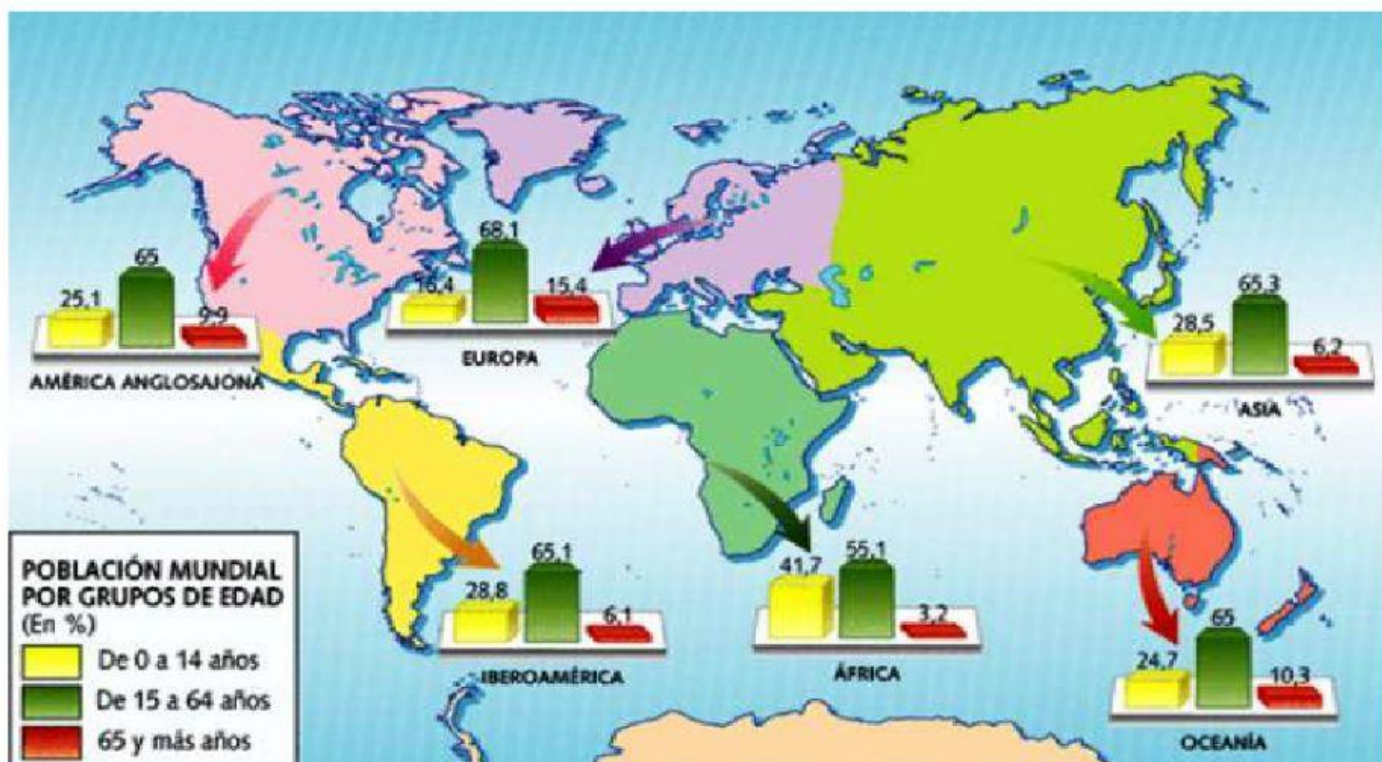 25,1
65
9,9
AMÉRICA ANGLOSAJONA
16,4
68,1
15,4
EUROPA
28,5
65,3
6,2
ASIA
28,8
65,1
6,1
IBEROAMÉRICA
41,7
55,1
3,2
ÁFRICA
24,7
65
10,3
OCEANÍA
POBLACIÓN MUNDIAL
POR GRUPOS DE EDAD
(En %)
De 0 a 14 años
De 15 a 64 años
65 y más años